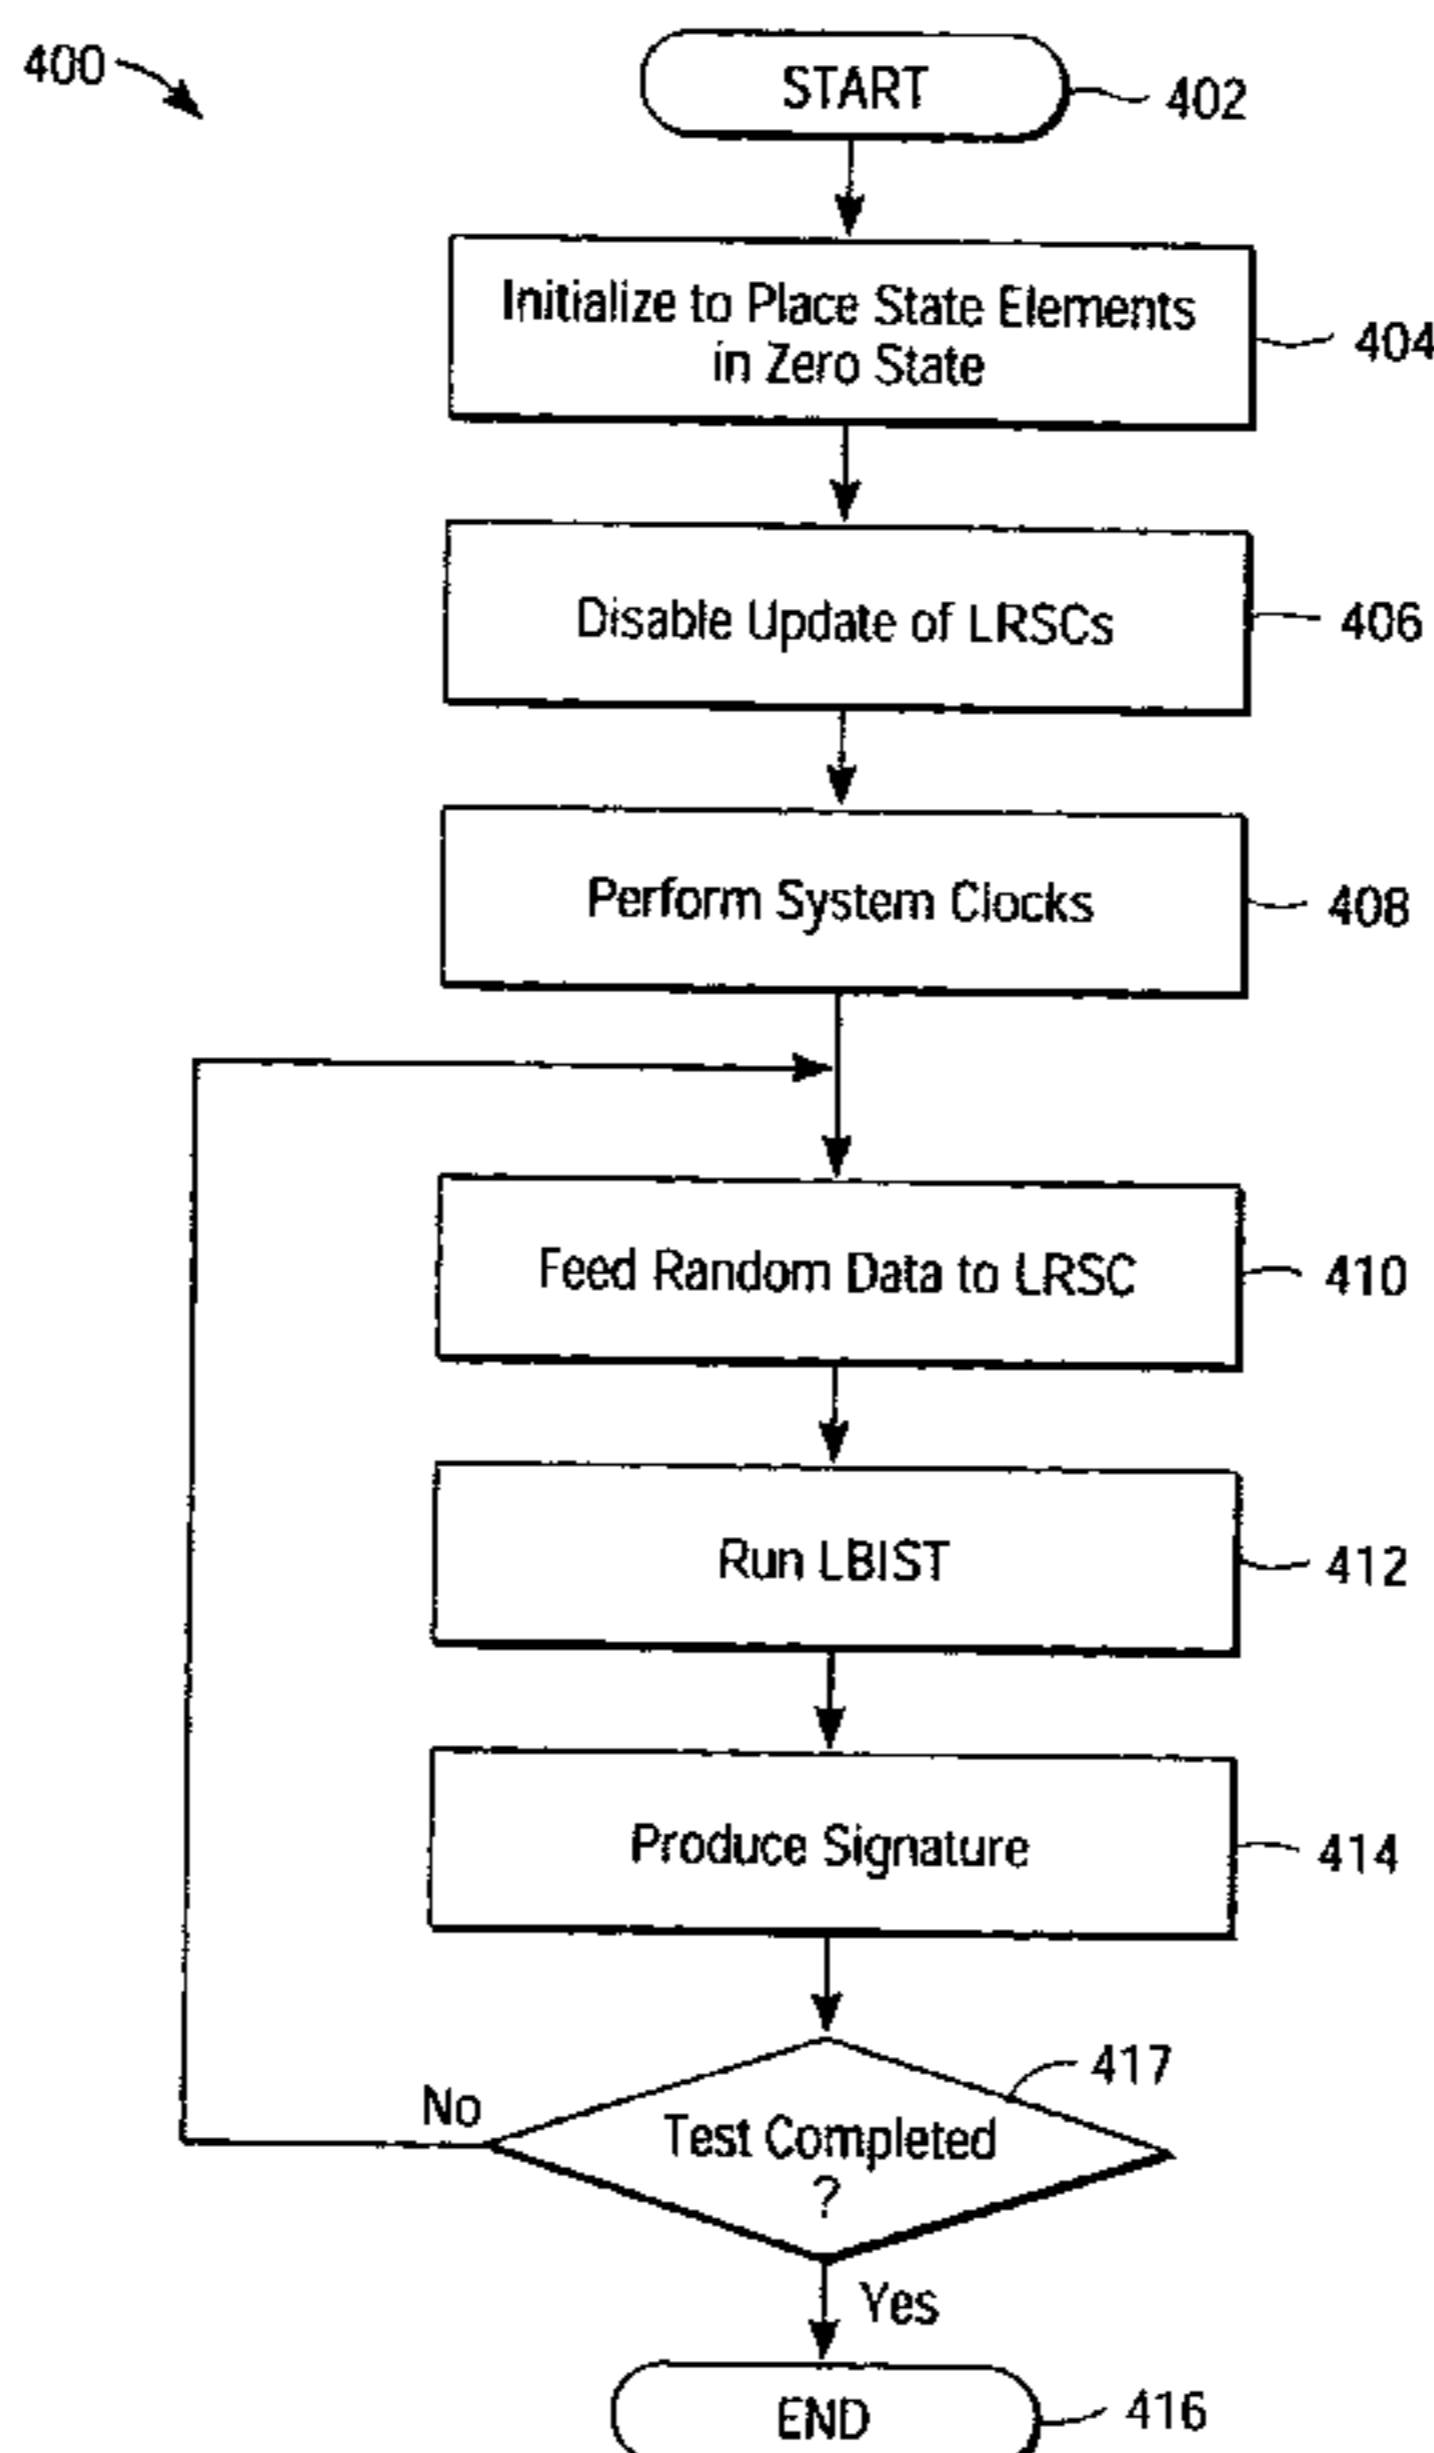 400
START
402
Initialize to Place State Elements
in Zero State
404
Disable Update of LRSCs
406
Perform System Clocks
408
Feed Random Data to LRSC
410
Run LBIST
412
Produce Signature
414
417
No
Test Completed
?
Yes
END
416